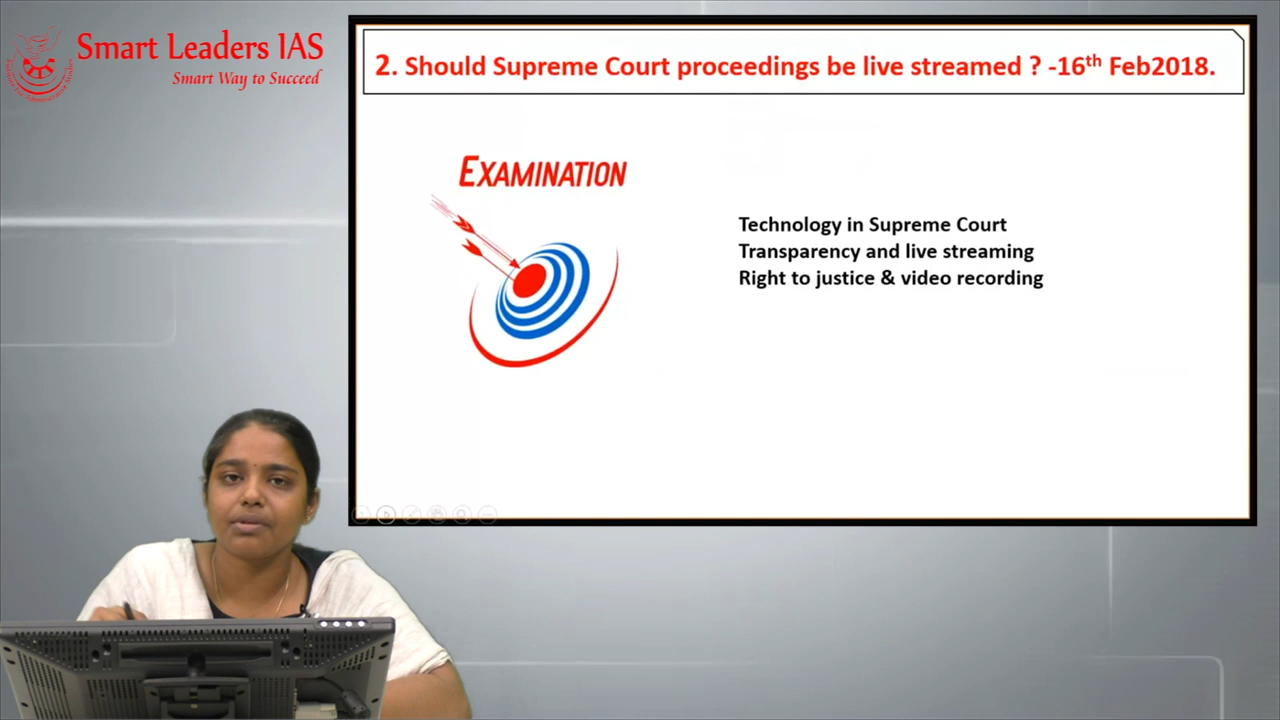 Smart Leaders IAS
Smart Way to Succeed
2. Should Supreme Court proceedings be live streamed ? -16th Feb2018.
EXAMINATION
Technology in Supreme Court
Transparency and live streaming
Right to justice & video recording